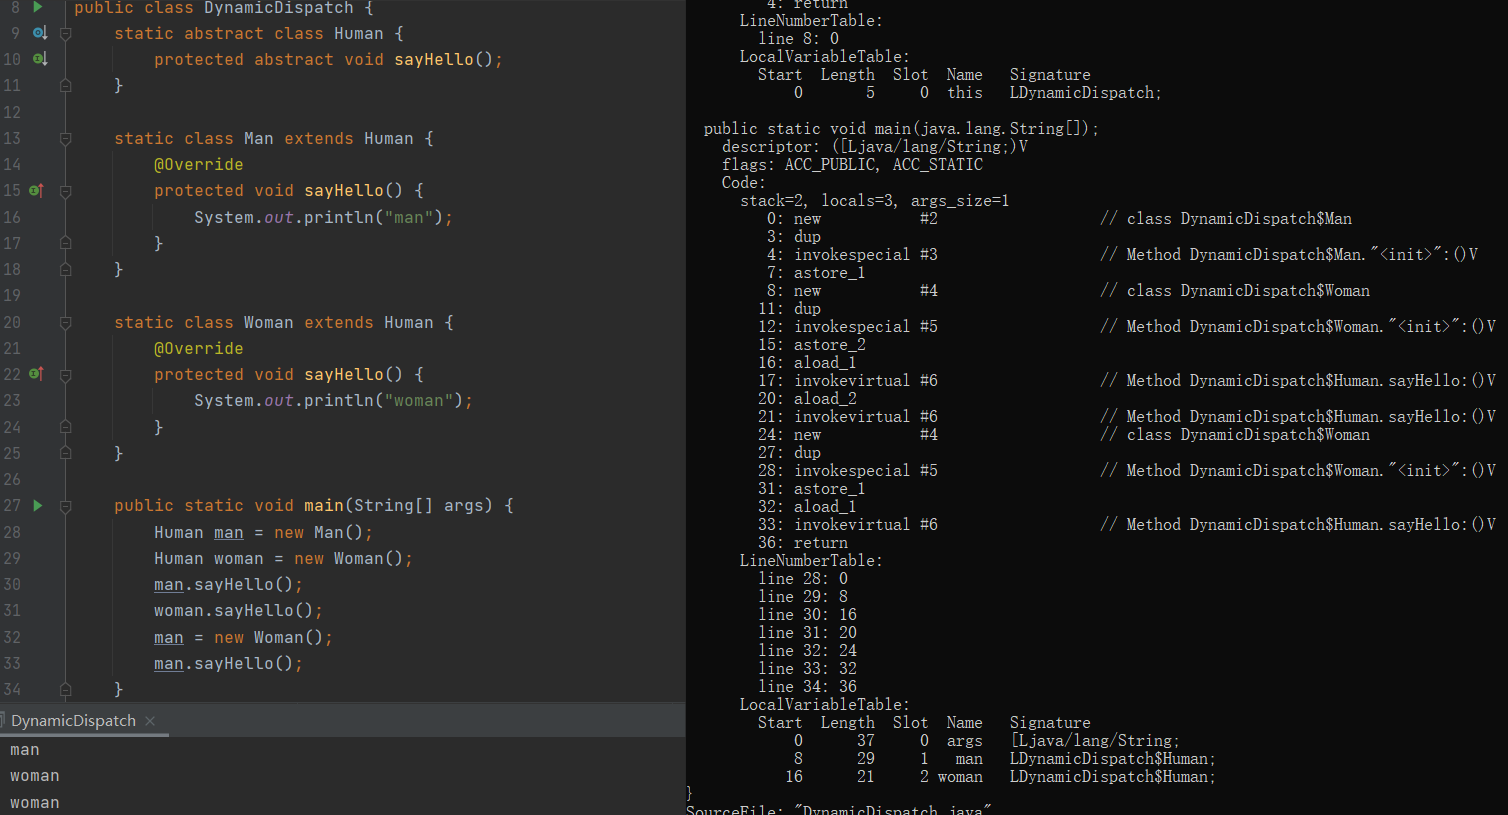 8 public class DynamicDispatch {
9 static abstract class Human {
10 protected abstract void sayHello();
11 }
12
13 static class Man extends Human {
14 @Override
15 protected void sayHello() {
16 System.out.println("man");
17 }
18 }
19
20 static class Woman extends Human {
21 @Override
22 protected void sayHello() {
23 System.out.println("woman");
24 }
25 }
26
27 public static void main(String[] args) {
28 Human man = new Man();
29 Human woman = new Woman();
30 man.sayHello();
31 woman.sayHello();
32 man = new Woman();
33 man.sayHello();
34 }
DynamicDispatch ×
man
woman
woman
4: return
LineNumberTable:
line 8: 0
LocalVariableTable:
Start Length Slot Name Signature
0 5 0 this LDynamicDispatch;
public static void main(java.lang.String[]);
descriptor: ([Ljava/lang/String;)V
flags: ACC_PUBLIC, ACC_STATIC
Code:
stack=2, locals=3, args_size=1
0: new #2 // class DynamicDispatch$Man
3: dup
4: invokespecial #3 // Method DynamicDispatch$Man."<init>":()V
7: astore_1
8: new #4 // class DynamicDispatch$Woman
11: dup
12: invokespecial #5 // Method DynamicDispatch$Woman."<init>":()V
15: astore_2
16: aload_1
17: invokevirtual #6 // Method DynamicDispatch$Human.sayHello:()V
20: aload_2
21: invokevirtual #6 // Method DynamicDispatch$Human.sayHello:()V
24: new #4 // class DynamicDispatch$Woman
27: dup
28: invokespecial #5 // Method DynamicDispatch$Woman."<init>":()V
31: astore_1
32: aload_1
33: invokevirtual #6 // Method DynamicDispatch$Human.sayHello:()V
36: return
LineNumberTable:
line 28: 0
line 29: 8
line 30: 16
line 31: 20
line 32: 24
line 33: 32
line 34: 36
LocalVariableTable:
Start Length Slot Name Signature
0 37 0 args [Ljava/lang/String;
8 29 1 man LDynamicDispatch$Human;
16 21 2 woman LDynamicDispatch$Human;
}
SourceFile: "DynamicDispatch.java"